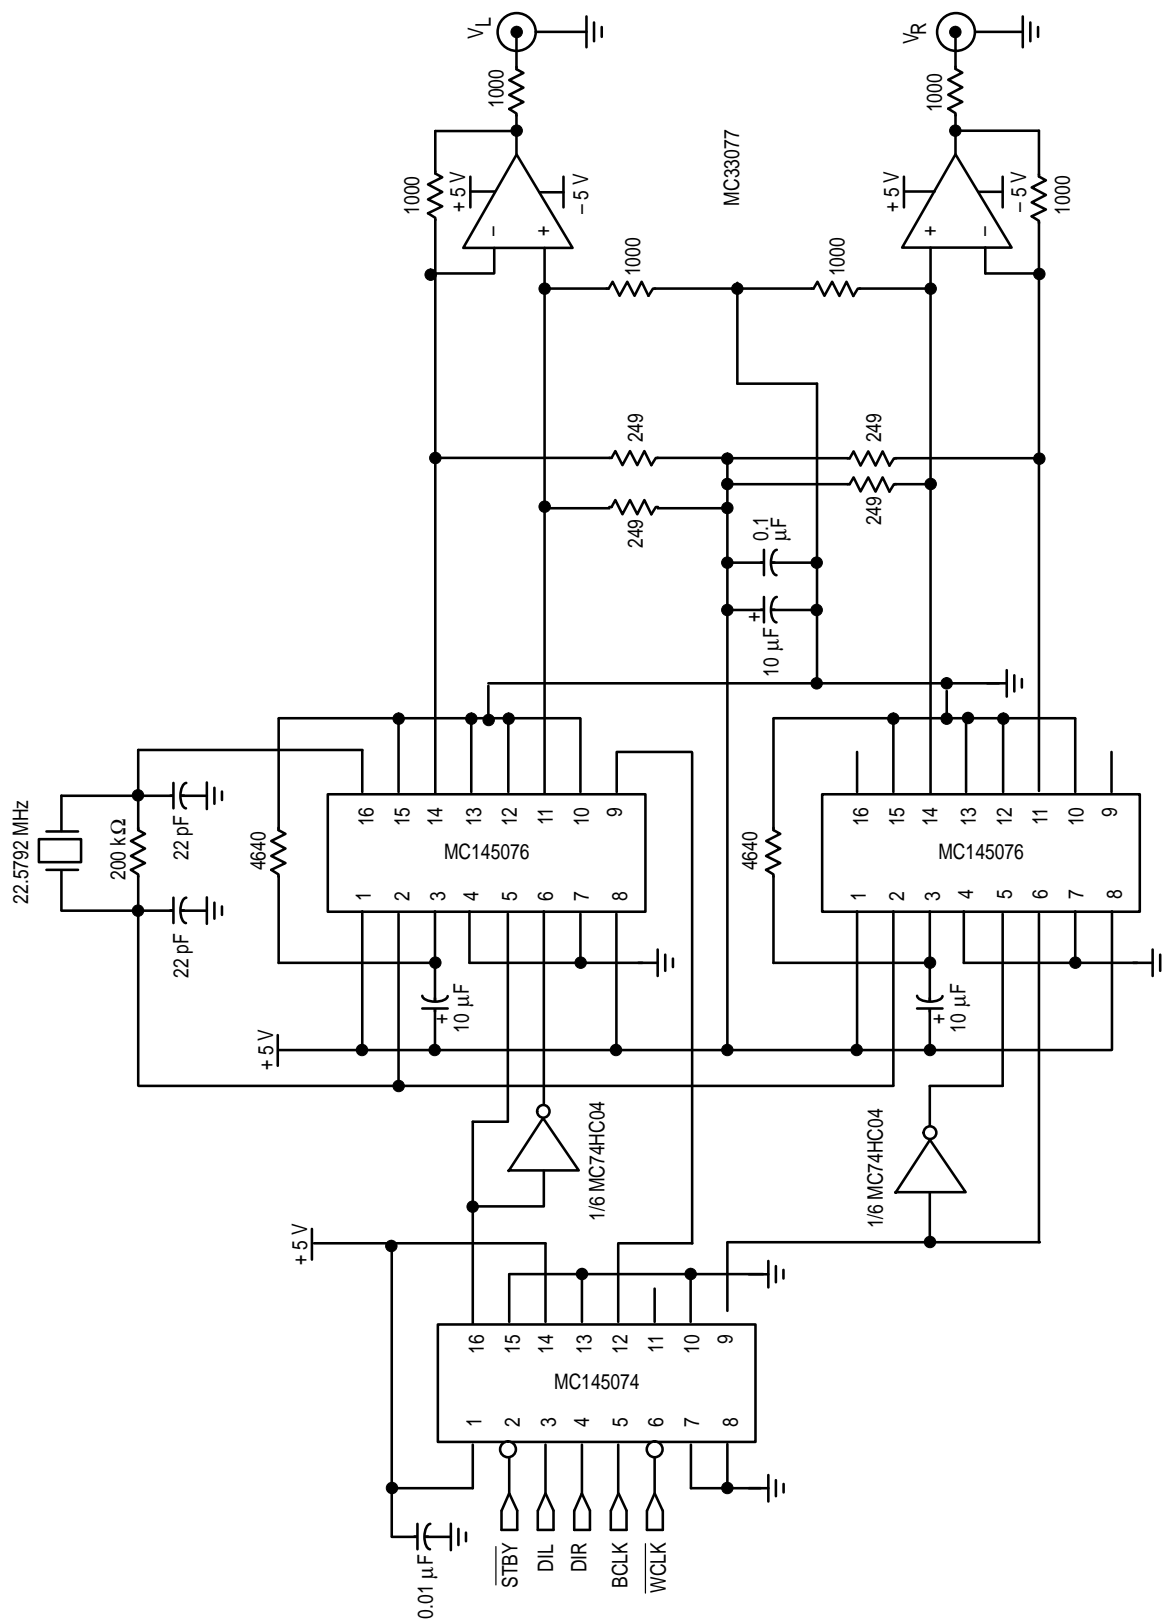 22.5792 MHz
200 kΩ
22 pF
22 pF
+ 5 V
4640
10 μF
+
16
15
14
13
12
11
10
9
MC145076
1
2
3
4
5
6
7
8
1000
+ 5 V
– 5 V
–
+
1000
VL
1000
1000
249
249
249
249
0.1
μF
+
10 μF
MC33077
+ 5 V
– 5 V
+
–
1000
1000
VR
4640
10 μF
+
16
15
14
13
12
11
10
9
MC145076
1
2
3
4
5
6
7
8
1/6 MC74HC04
1/6 MC74HC04
+ 5 V
16
15
14
13
12
11
10
9
MC145074
1
2
3
4
5
6
7
8
0.01 μF
STBY
DIL
DIR
BCLK
WCLK